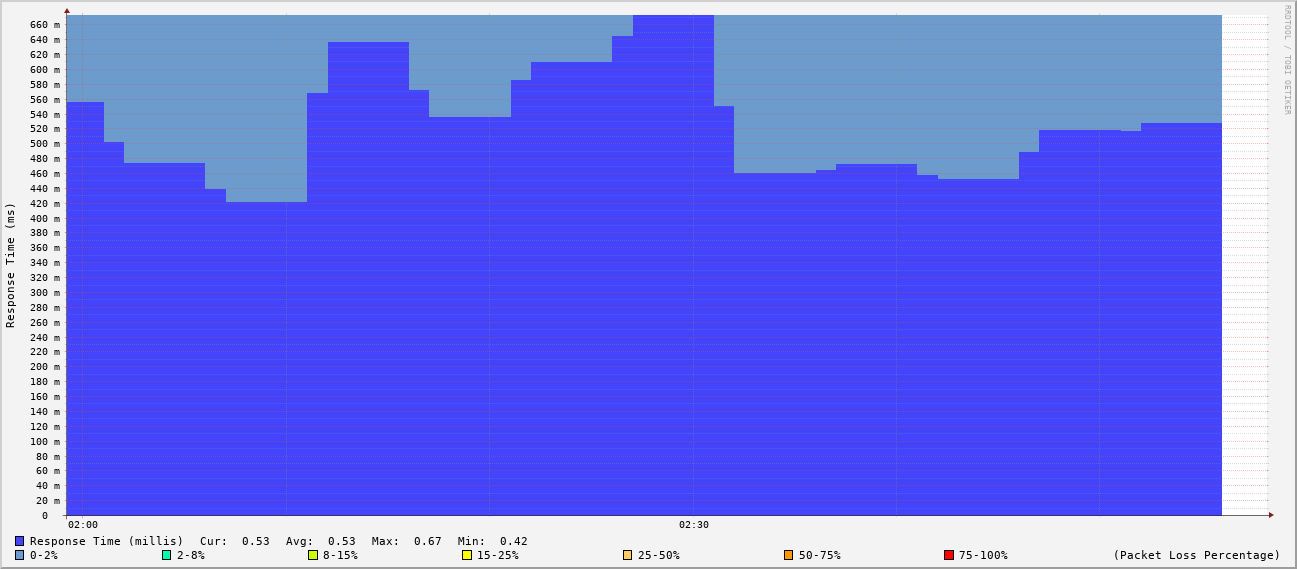 RRDTOOL / TOBI OETIKER
Response Time (ms)
660 m
640 m
620 m
600 m
580 m
560 m
540 m
520 m
500 m
480 m
460 m
440 m
420 m
400 m
380 m
360 m
340 m
320 m
300 m
280 m
260 m
240 m
220 m
200 m
180 m
160 m
140 m
120 m
100 m
80 m
60 m
40 m
20 m
0
02:00 02:30
Response Time (millis) Cur: 0.53 Avg: 0.53 Max: 0.67 Min: 0.42
0-2% 2-8% 8-15% 15-25% 25-50% 50-75% 75-100% (Packet Loss Percentage)